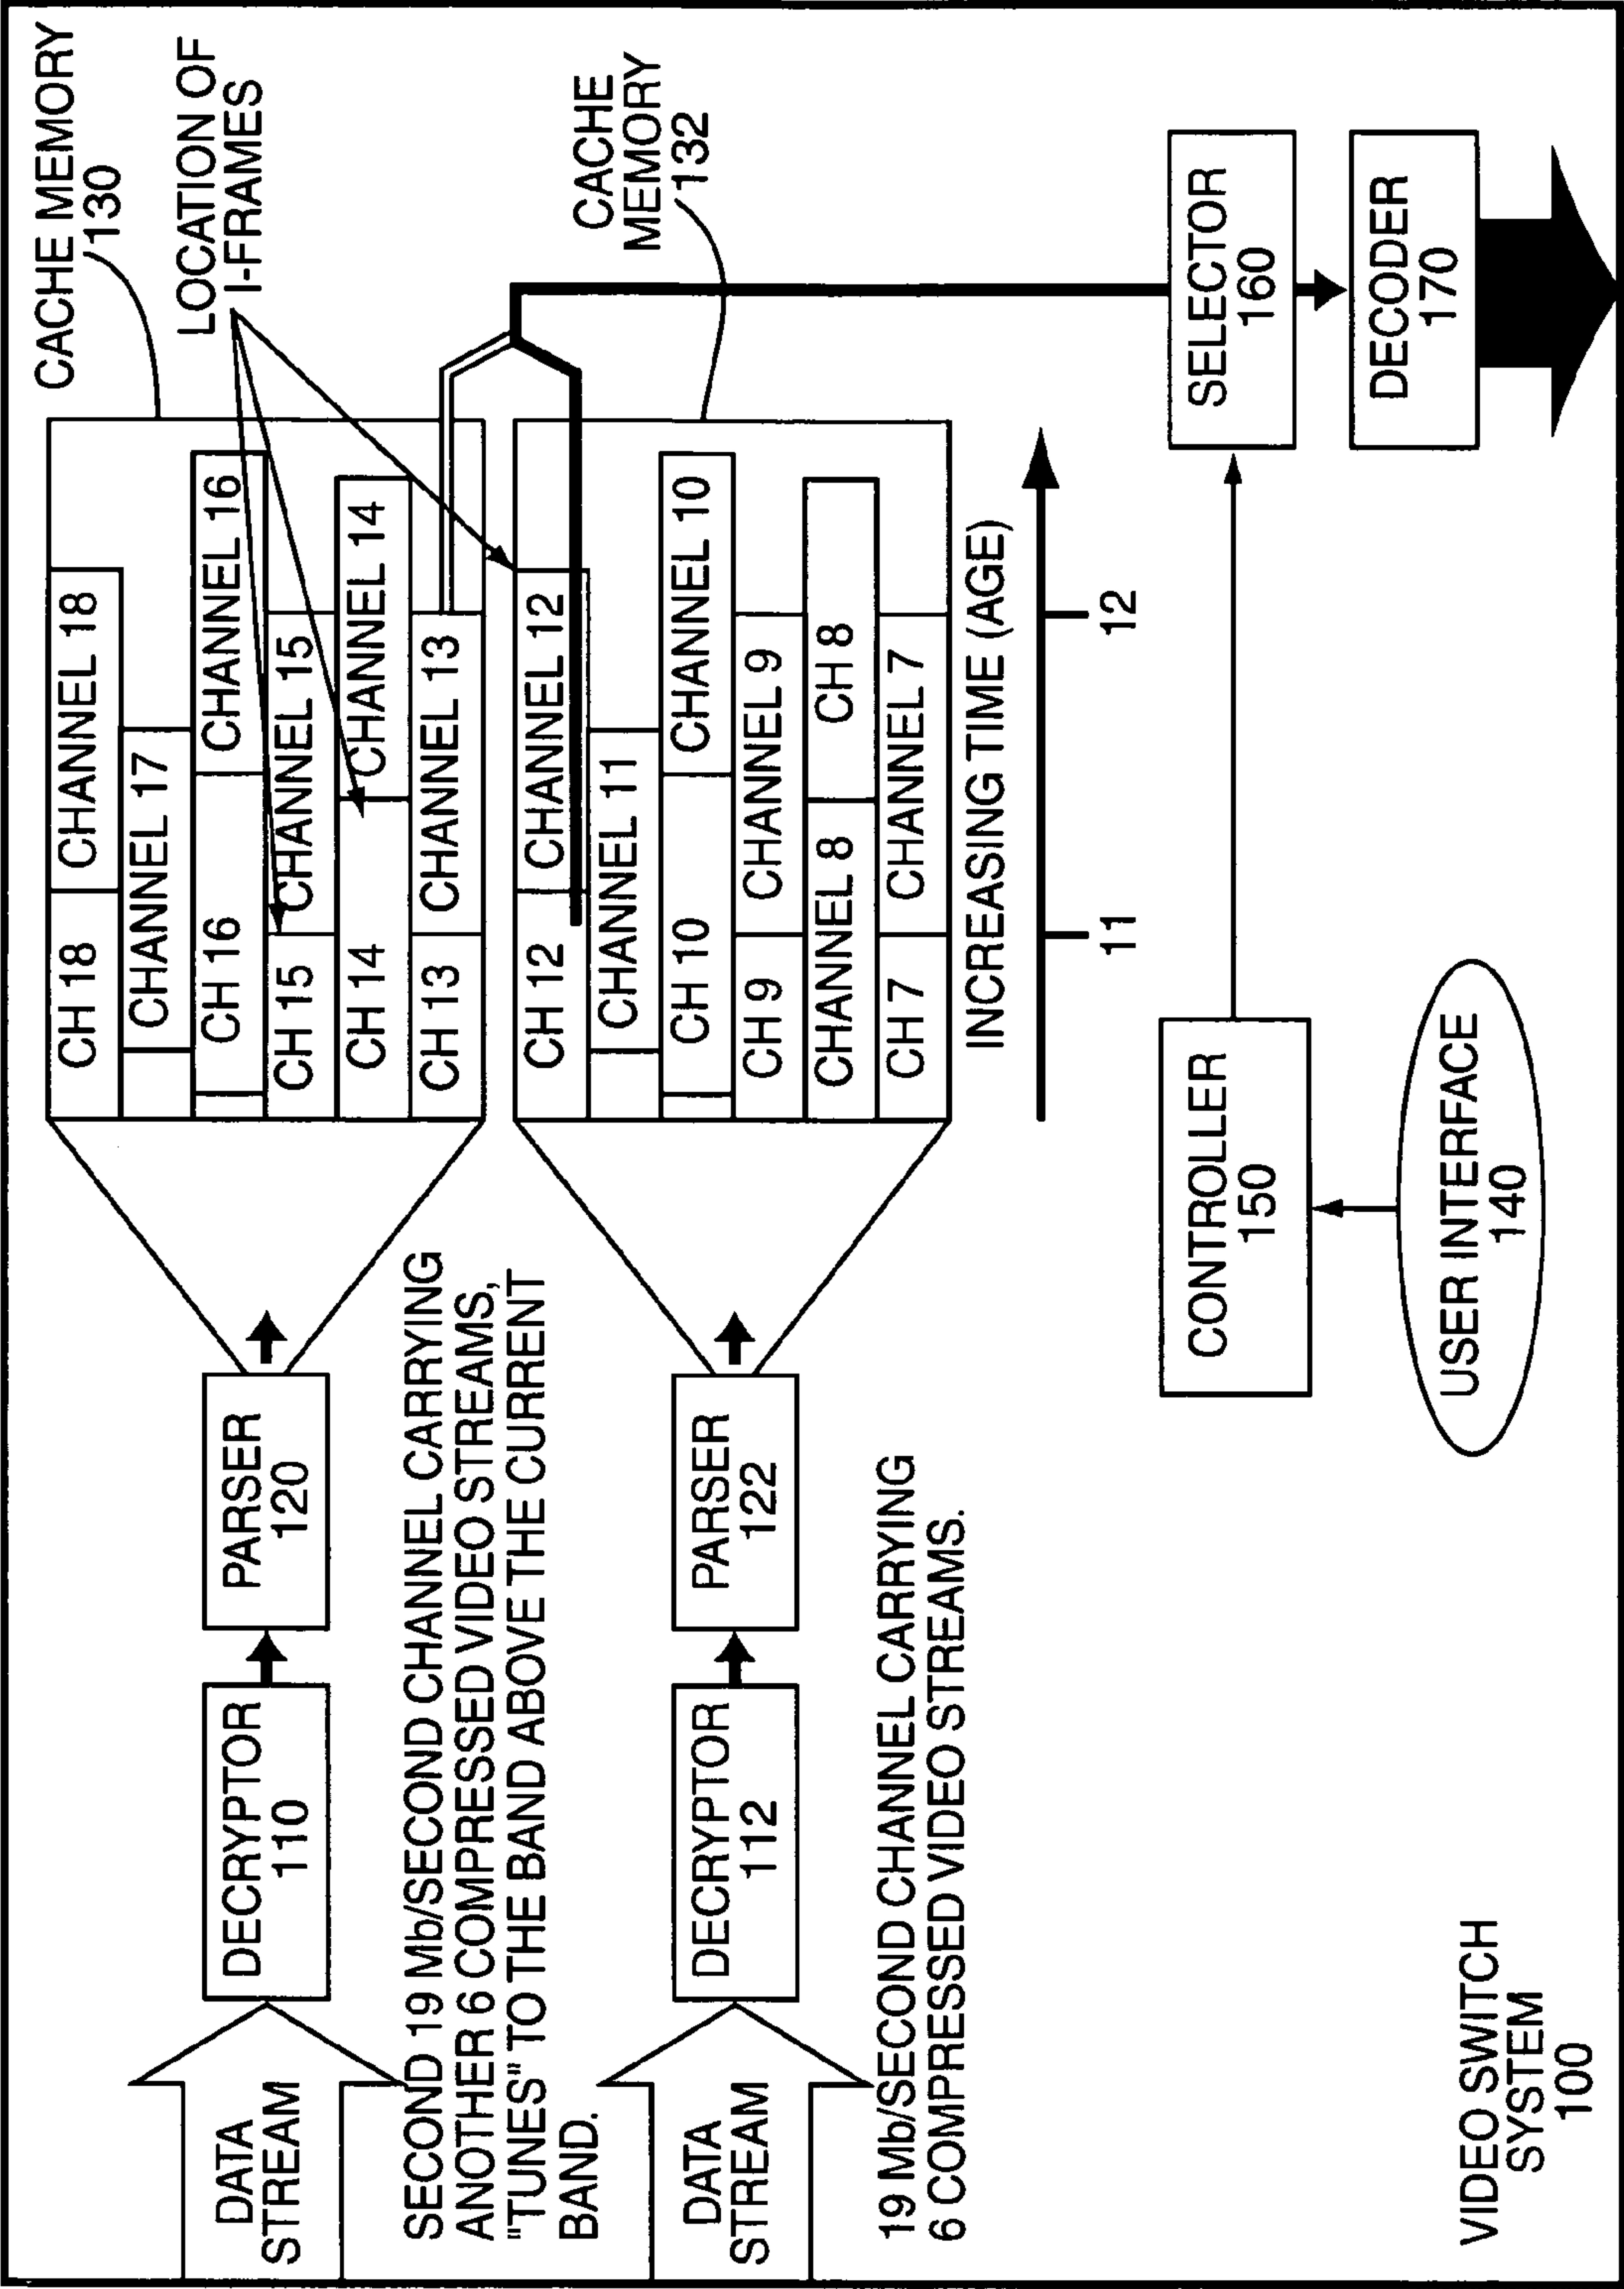 CACHE MEMORY
130
LOCATION OF
I-FRAMES
CH 18
CHANNEL 18
CHANNEL 17
CH 16
CHANNEL 16
CH 15
CHANNEL 15
CH 14
CHANNEL 14
CH 13
CHANNEL 13
DATA
STREAM
DECRYPTOR
110
PARSER
120
SECOND 19 Mb/SECOND CHANNEL CARRYING
ANOTHER 6 COMPRESSED VIDEO STREAMS,
"TUNES" TO THE BAND ABOVE THE CURRENT
BAND.
CACHE
MEMORY
132
CH 12
CHANNEL 12
CHANNEL 11
CH 10
CHANNEL 10
CH 9
CHANNEL 9
CHANNEL 8
CH 8
CH 7
CHANNEL 7
DATA
STREAM
DECRYPTOR
112
PARSER
122
19 Mb/SECOND CHANNEL CARRYING
6 COMPRESSED VIDEO STREAMS.
INCREASING TIME (AGE)
11
12
CONTROLLER
150
SELECTOR
160
USER INTERFACE
140
DECODER
170
VIDEO SWITCH
SYSTEM
100